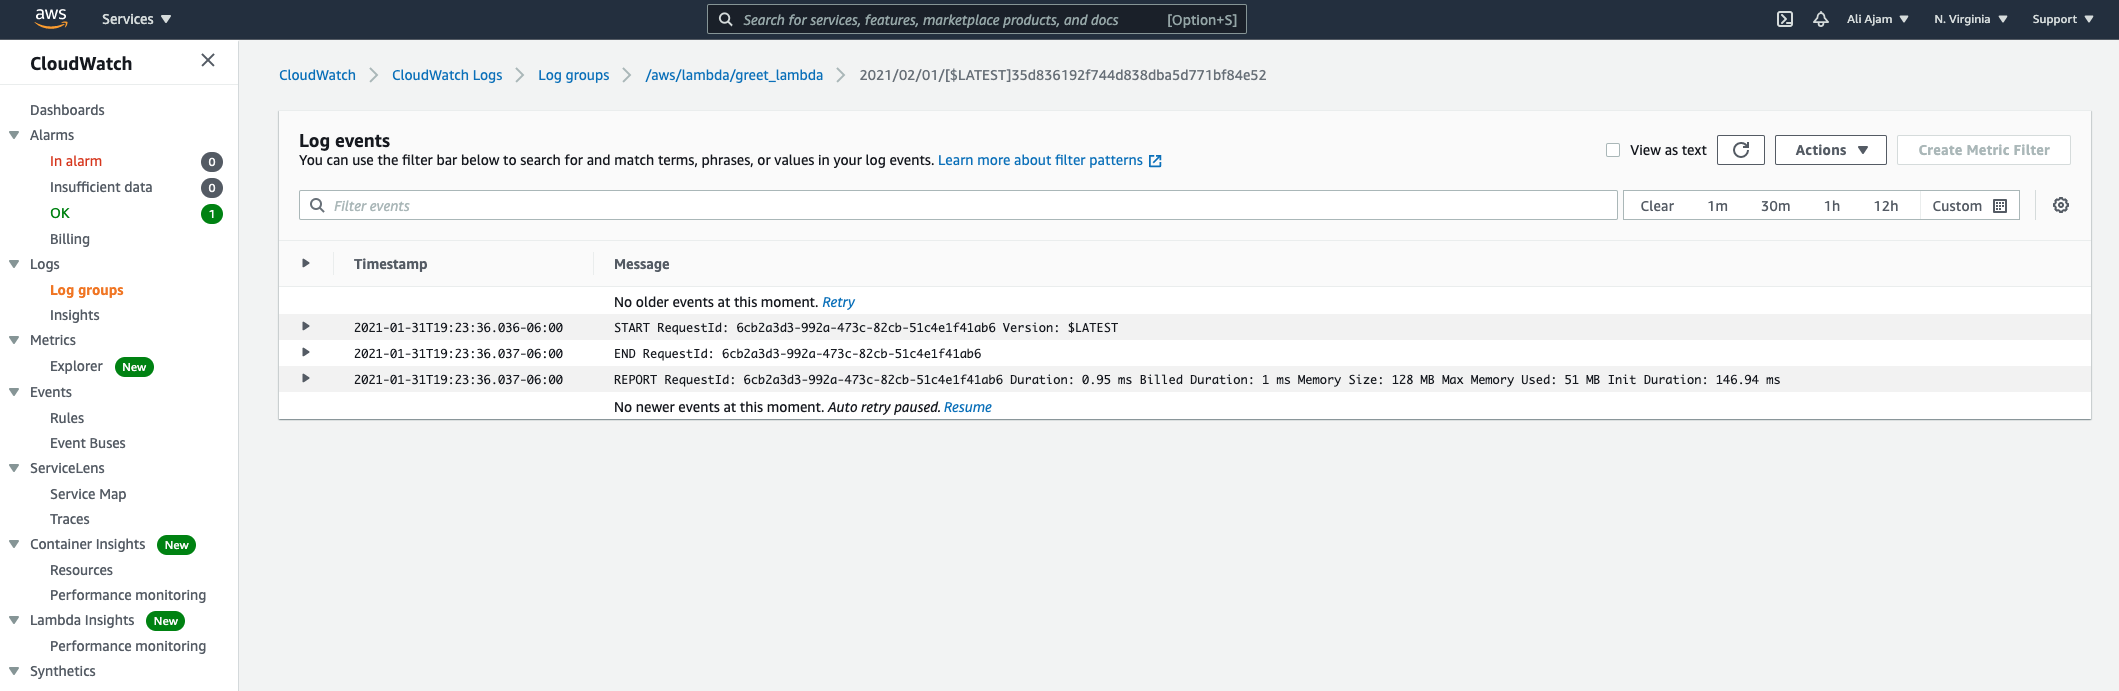 aws Services Search for services, features, marketplace products, and docs [Option+S] Ali Ajam N. Virginia Support
CloudWatch
Dashboards
Alarms
In alarm 0
Insufficient data 0
OK 1
Billing
Logs
Log groups
Insights
Metrics
Explorer New
Events
Rules
Event Buses
ServiceLens
Service Map
Traces
Container Insights New
Resources
Performance monitoring
Lambda Insights New
Performance monitoring
Synthetics
CloudWatch CloudWatch Logs Log groups /aws/lambda/greet_lambda 2021/02/01/[$LATEST]35d836192f744d838dba5d771bf84e52
Log events
You can use the filter bar below to search for and match terms, phrases, or values in your log events. Learn more about filter patterns
View as text Actions Create Metric Filter
Filter events Clear 1m 30m 1h 12h Custom
Timestamp Message
No older events at this moment. Retry
2021-01-31T19:23:36.036-06:00 START RequestId: 6cb2a3d3-992a-473c-82cb-51c4e1f41ab6 Version: $LATEST
2021-01-31T19:23:36.037-06:00 END RequestId: 6cb2a3d3-992a-473c-82cb-51c4e1f41ab6
2021-01-31T19:23:36.037-06:00 REPORT RequestId: 6cb2a3d3-992a-473c-82cb-51c4e1f41ab6 Duration: 0.95 ms Billed Duration: 1 ms Memory Size: 128 MB Max Memory Used: 51 MB Init Duration: 146.94 ms
No newer events at this moment. Auto retry paused. Resume